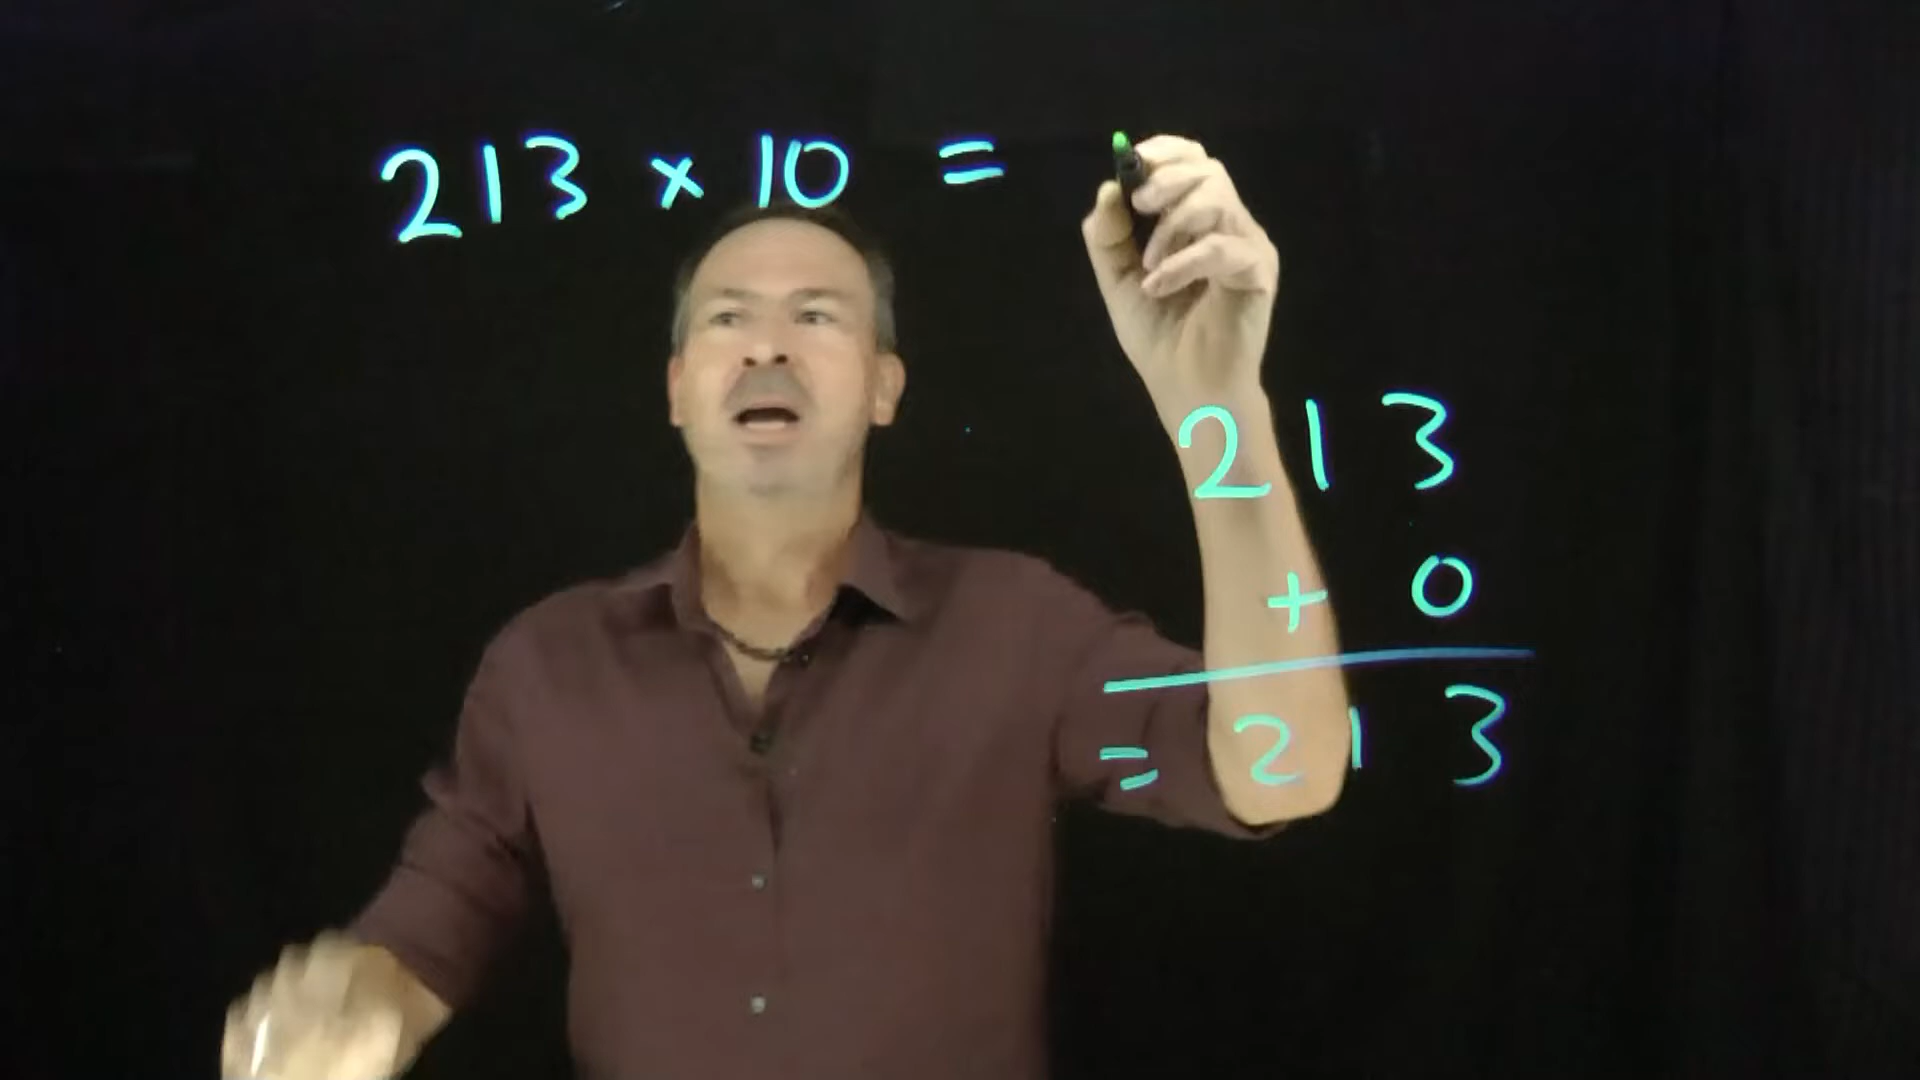 213 × 10 =
213
+ 0
= 213